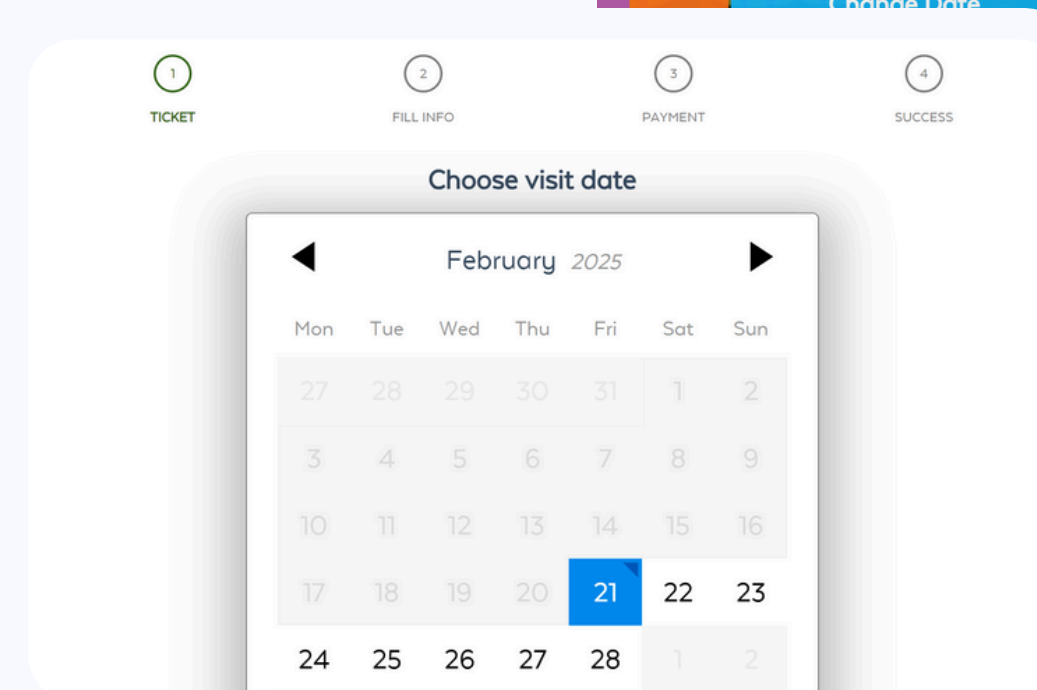 Change Date
1 2 3 4
TICKET FILL INFO PAYMENT SUCCESS
Choose visit date
February 2025
Mon Tue Wed Thu Fri Sat Sun
27 28 29 30 31 1 2
3 4 5 6 7 8 9
10 11 12 13 14 15 16
17 18 19 20 21 22 23
24 25 26 27 28 1 2